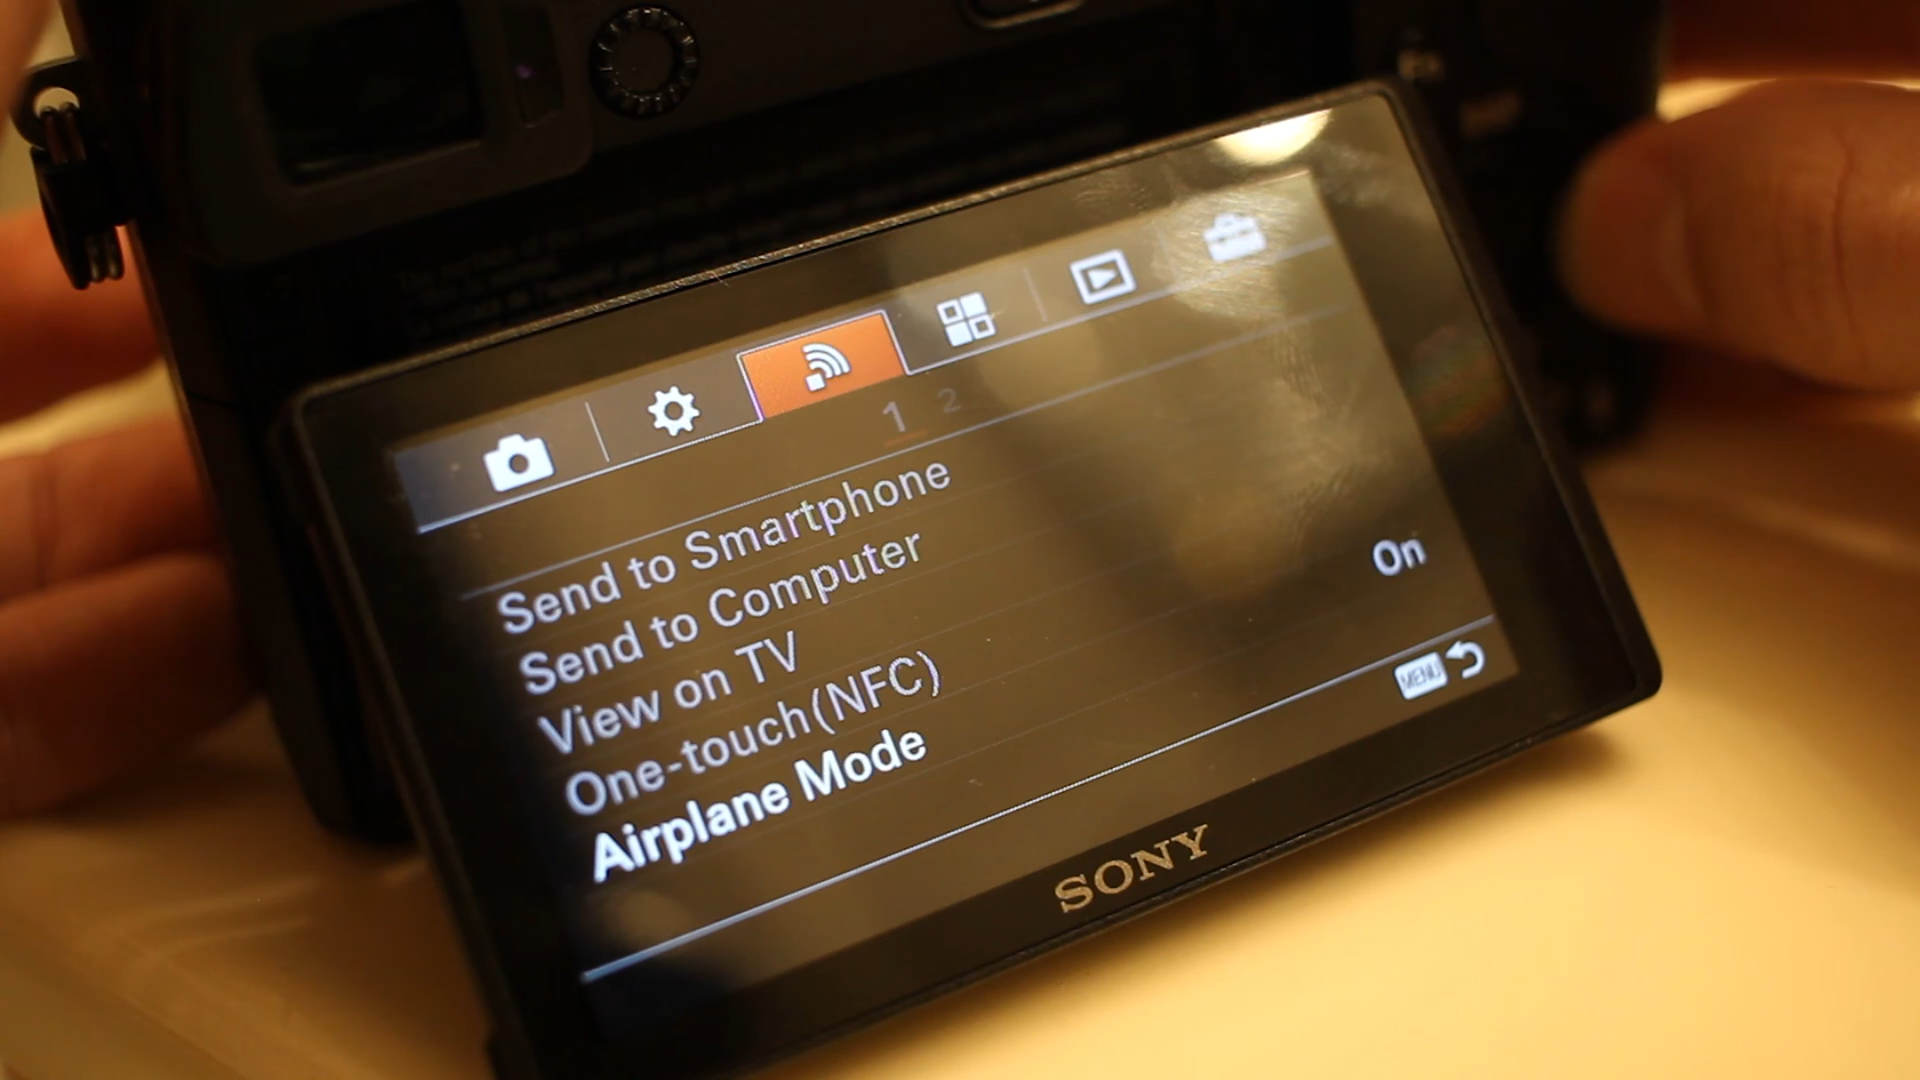 1 2
Send to Smartphone
Send to Computer
View on TV
One-touch(NFC)
Airplane Mode On
MENU
SONY